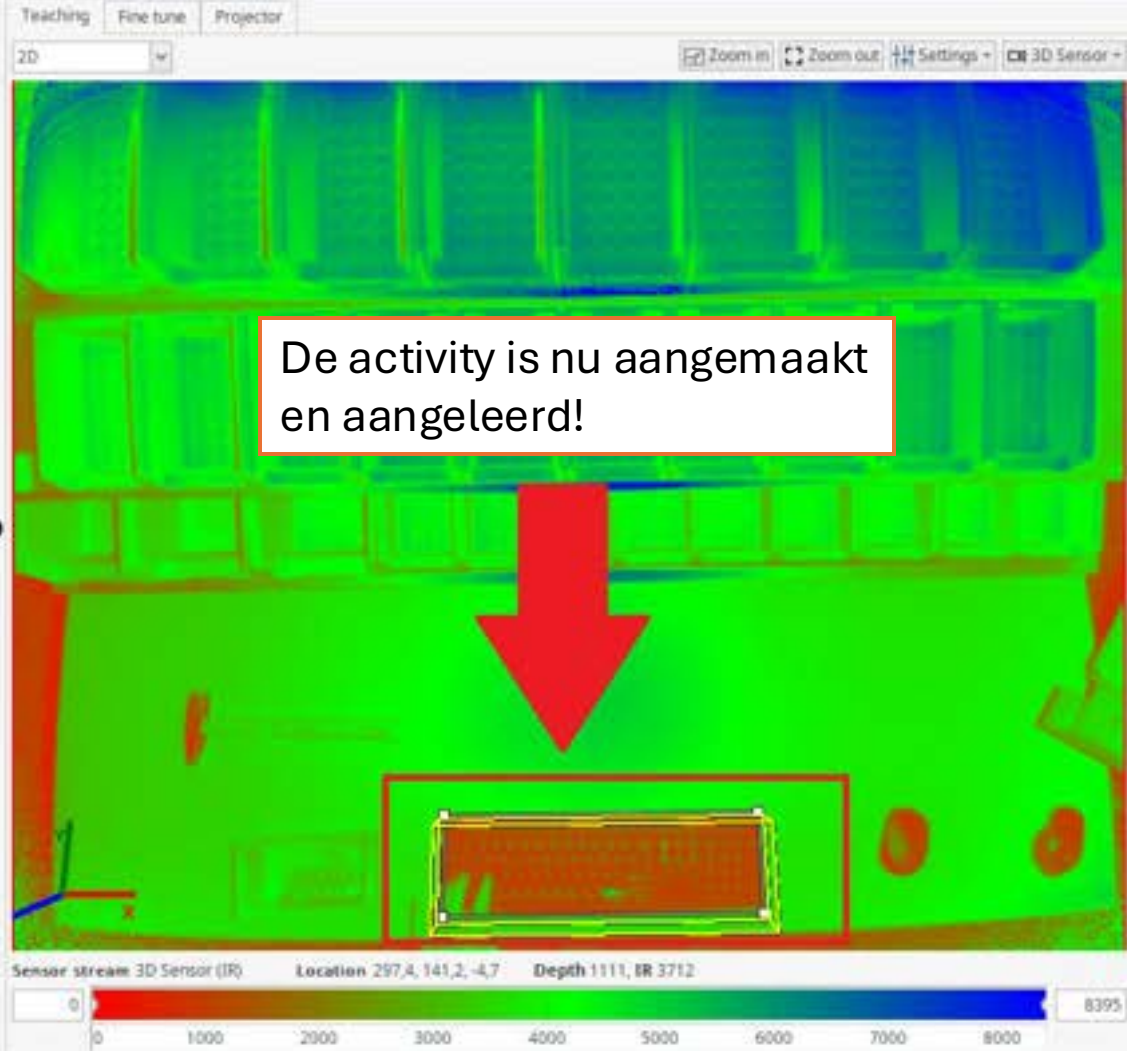 Teaching Fine tune Projector
2D Zoom in Zoom out Settings 3D Sensor
De activity is nu aangemaakt
en aangeleerd!
Y
X
Sensor stream 3D Sensor (IR) Location 297,4, 141,2, -4,7 Depth 1111, IR 3712
0 8395
0 1000 2000 3000 4000 5000 6000 7000 8000